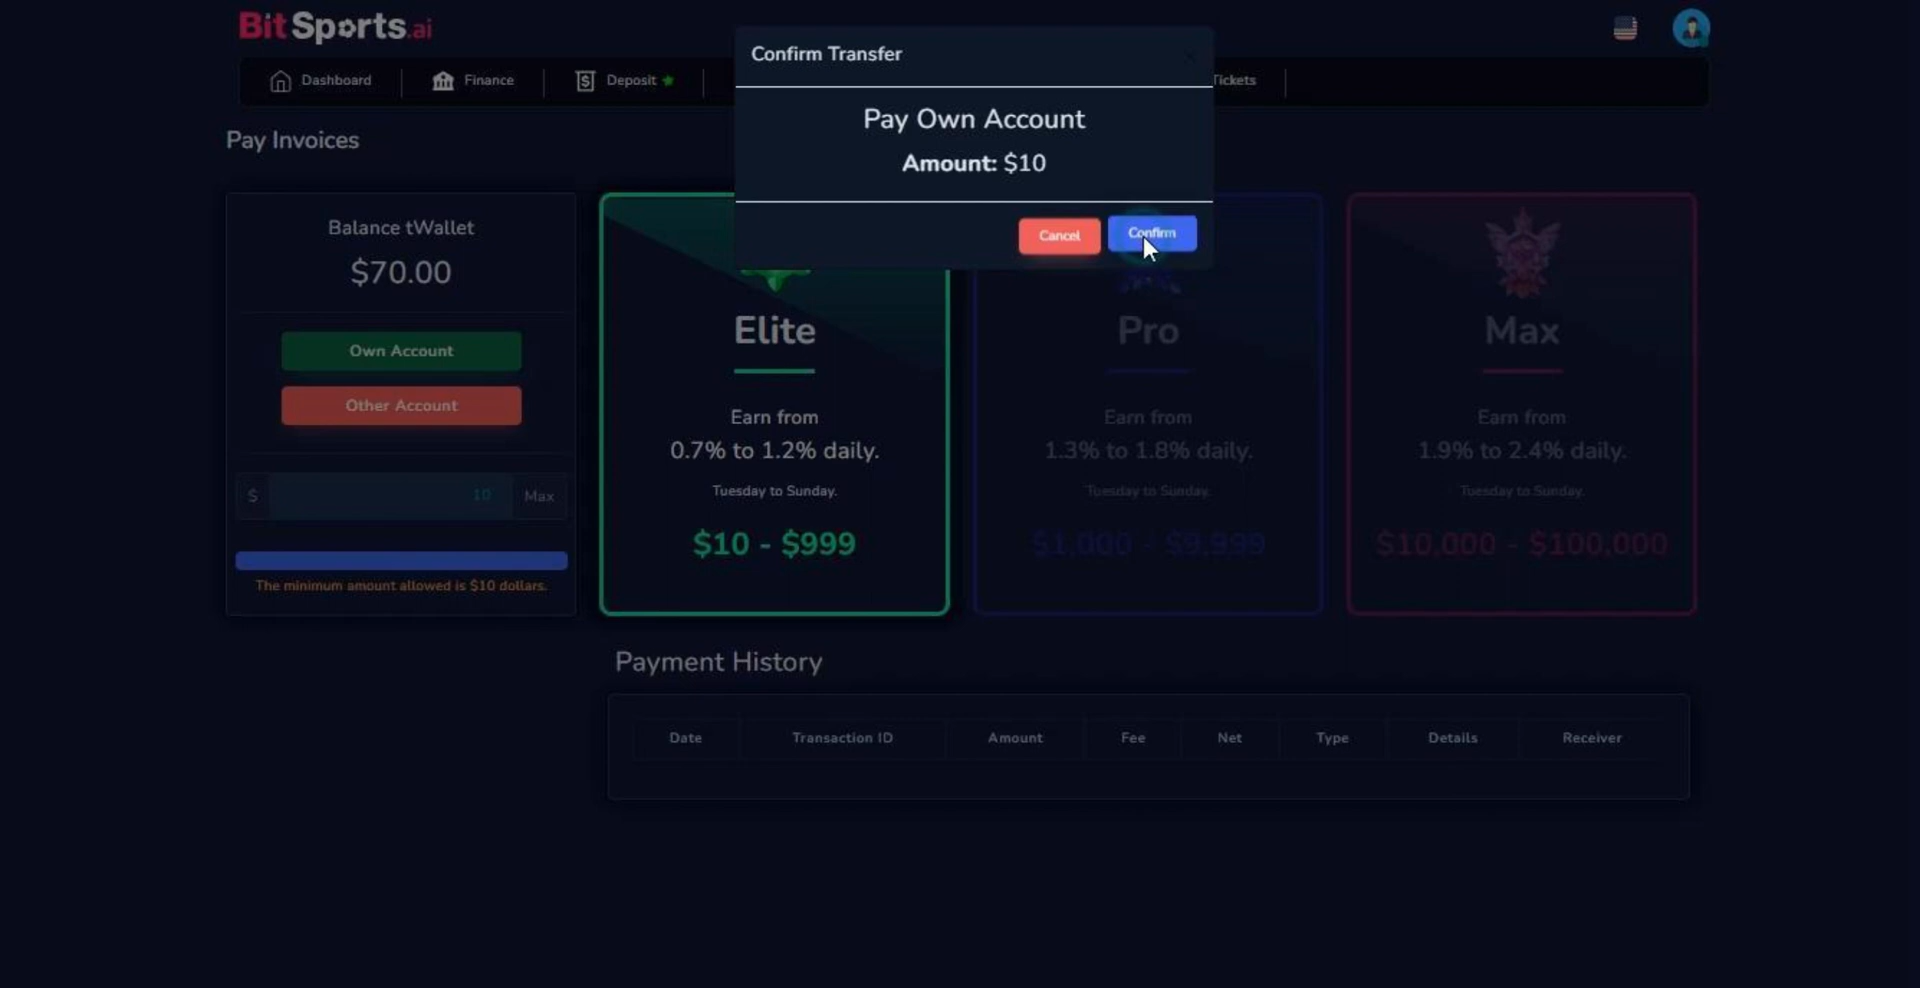 BitSports.ai
Confirm Transfer
Dashboard
Finance
Deposit
Tickets
Pay Own Account
Amount: $10
Cancel
Confirm
Pay Invoices
Balance tWallet
$70.00
Own Account
Other Account
$ 10 Max
The minimum amount allowed is $10 dollars.
Elite
Earn from
0.7% to 1.2% daily.
Tuesday to Sunday.
$10 - $999
Pro
Earn from
1.3% to 1.8% daily.
Tuesday to Sunday.
$1,000 - $9,999
Max
Earn from
1.9% to 2.4% daily.
Tuesday to Sunday.
$10,000 - $100,000
Payment History
Date Transaction ID Amount Fee Net Type Details Receiver